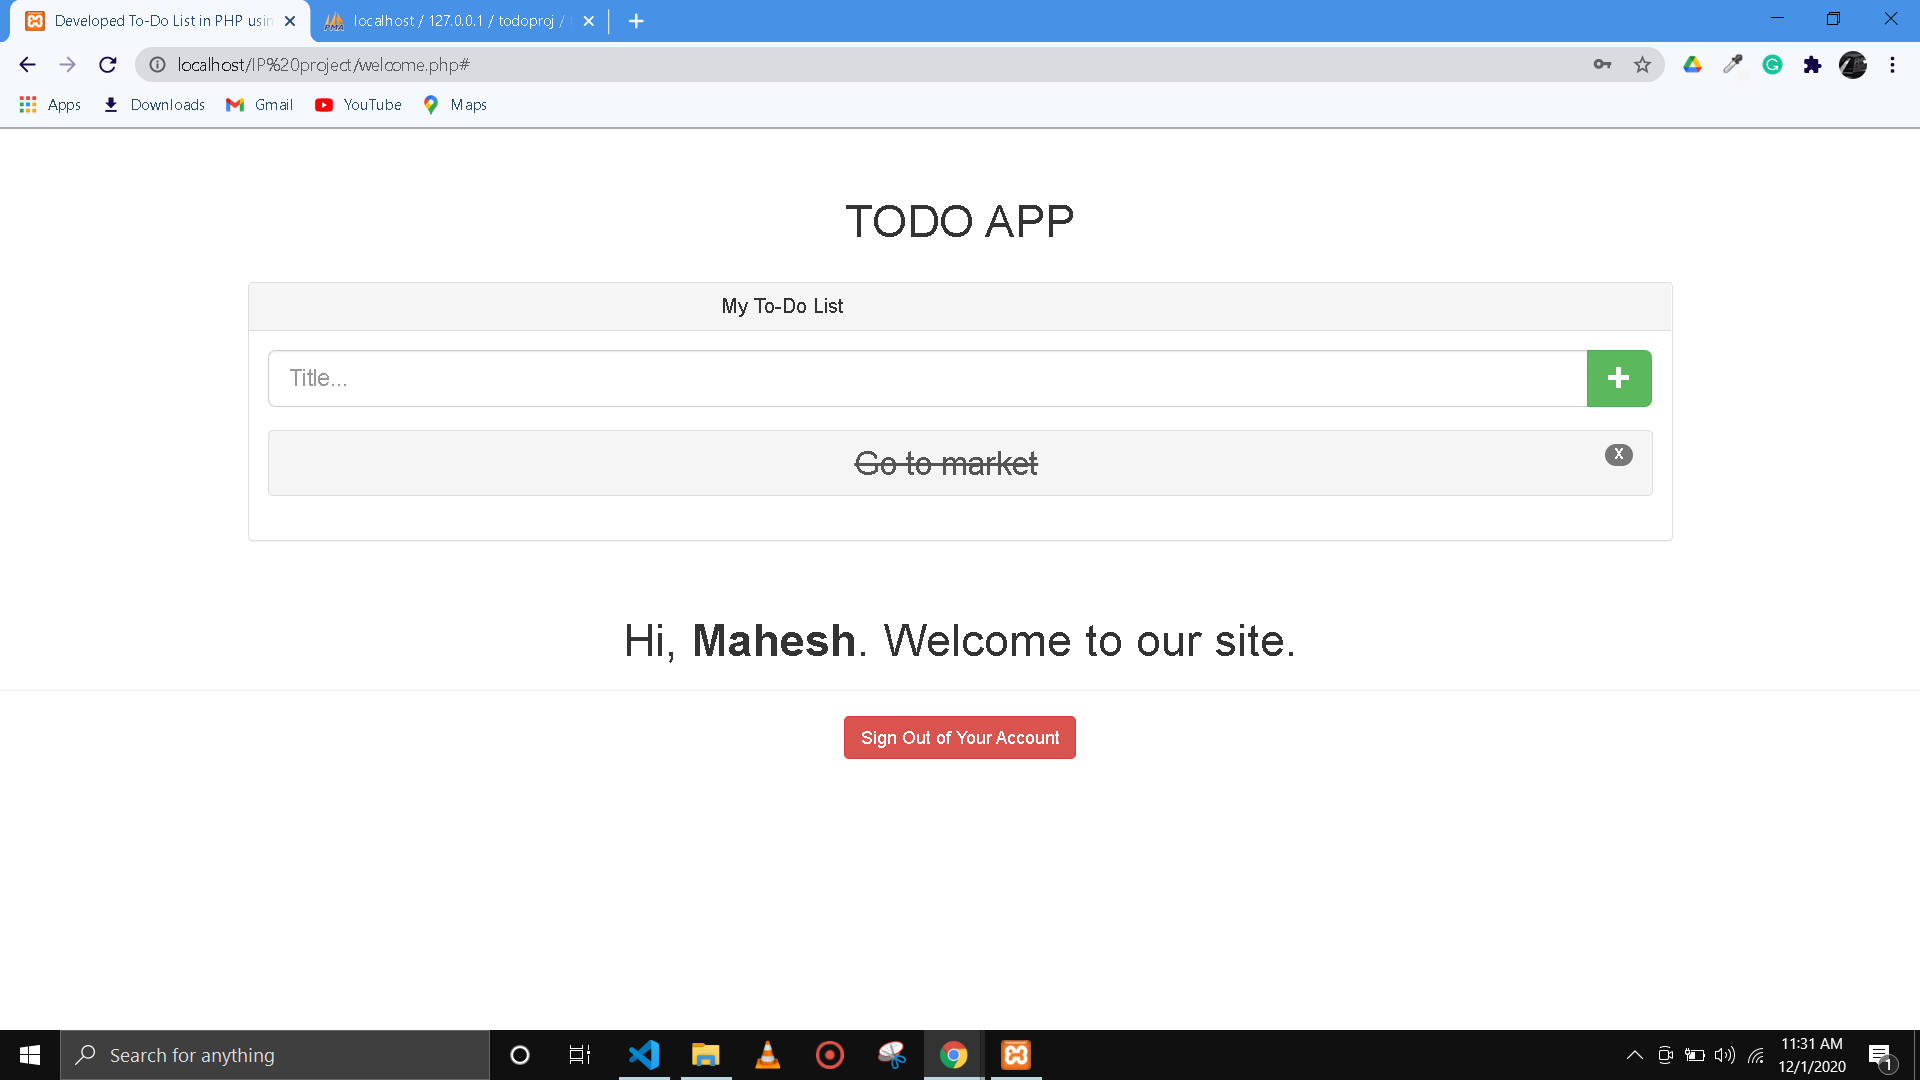 Developed To-Do List in PHP usin
localhost / 127.0.0.1 / todoproj /
localhost/IP%20project/welcome.php#
Apps
Downloads
Gmail
YouTube
Maps
TODO APP
My To-Do List
Title...
Go to market
X
Hi, Mahesh. Welcome to our site.
Sign Out of Your Account
Search for anything
11:31 AM
12/1/2020
1